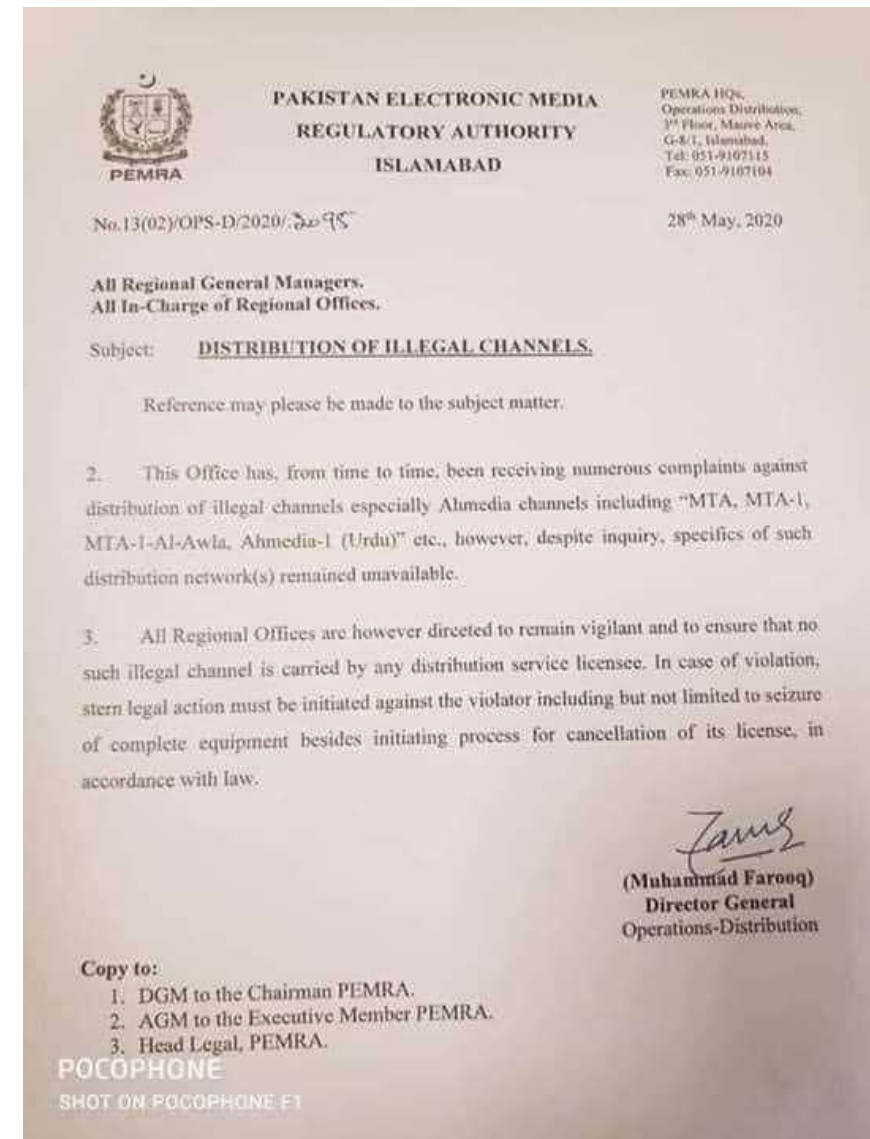 PAKISTAN ELECTRONIC MEDIA
REGULATORY AUTHORITY
ISLAMABAD
PEMRA
PEMRA HQs,
Operations Distribution,
3rd Floor, Mauve Area,
G-8/1, Islamabad.
Tel: 051-9107115
Fax: 051-9107104
No.13(02)/OPS-D/2020/.
28th May, 2020
All Regional General Managers.
All In-Charge of Regional Offices.
Subject: DISTRIBUTION OF ILLEGAL CHANNELS.
Reference may please be made to the subject matter.
2. This Office has, from time to time, been receiving numerous complaints against
distribution of illegal channels especially Ahmedia channels including “MTA, MTA-1,
MTA-1-Al-Awla, Ahmedia-1 (Urdu)” etc., however, despite inquiry, specifics of such
distribution network(s) remained unavailable.
3. All Regional Offices are however directed to remain vigilant and to ensure that no
such illegal channel is carried by any distribution service licensee. In case of violation,
stern legal action must be initiated against the violator including but not limited to seizure
of complete equipment besides initiating process for cancellation of its license, in
accordance with law.
(Muhammad Farooq)
Director General
Operations-Distribution
Copy to:
1. DGM to the Chairman PEMRA.
2. AGM to the Executive Member PEMRA.
3. Head Legal, PEMRA.
POCOPHONE
SHOT ON POCOPHONE F1